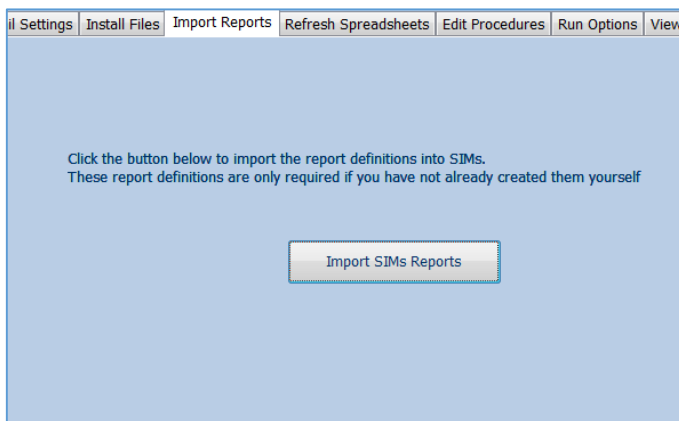 il Settings Install Files Import Reports Refresh Spreadsheets Edit Procedures Run Options View
Click the button below to import the report definitions into SIMs.
These report definitions are only required if you have not already created them yourself
Import SIMs Reports